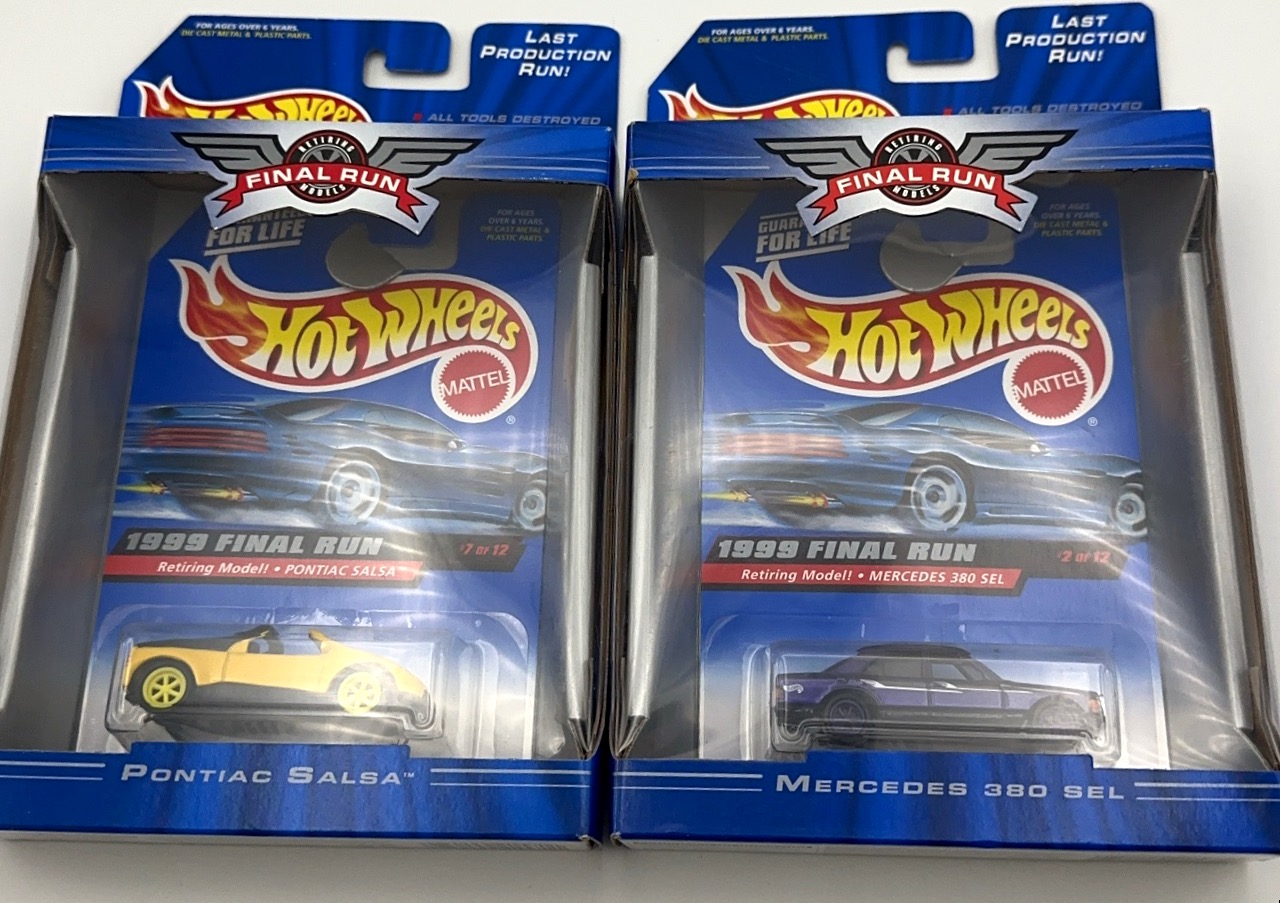 FOR AGES OVER 6 YEARS.
DIE CAST METAL & PLASTIC PARTS.
LAST
PRODUCTION
RUN!
HOT WHEELS
ALL TOOLS DESTROYED
RETIRING
FINAL RUN
MODELS
FOR LIFE
FOR AGES
OVER 6 YEARS.
DIE CAST METAL &
PLASTIC PARTS.
HOT WHEELS
MATTEL
®
1999 FINAL RUN
#7 OF 12
Retiring Model! • PONTIAC SALSA
PONTIAC SALSA™
FOR AGES OVER 6 YEARS.
DIE CAST METAL & PLASTIC PARTS.
LAST
PRODUCTION
RUN!
HOT WHEELS
ALL TOOLS DESTROYED
RETIRING
FINAL RUN
MODELS
FOR LIFE
FOR AGES
OVER 6 YEARS.
DIE CAST METAL &
PLASTIC PARTS.
HOT WHEELS
MATTEL
®
1999 FINAL RUN
#2 OF 12
Retiring Model! • MERCEDES 380 SEL
MERCEDES 380 SEL